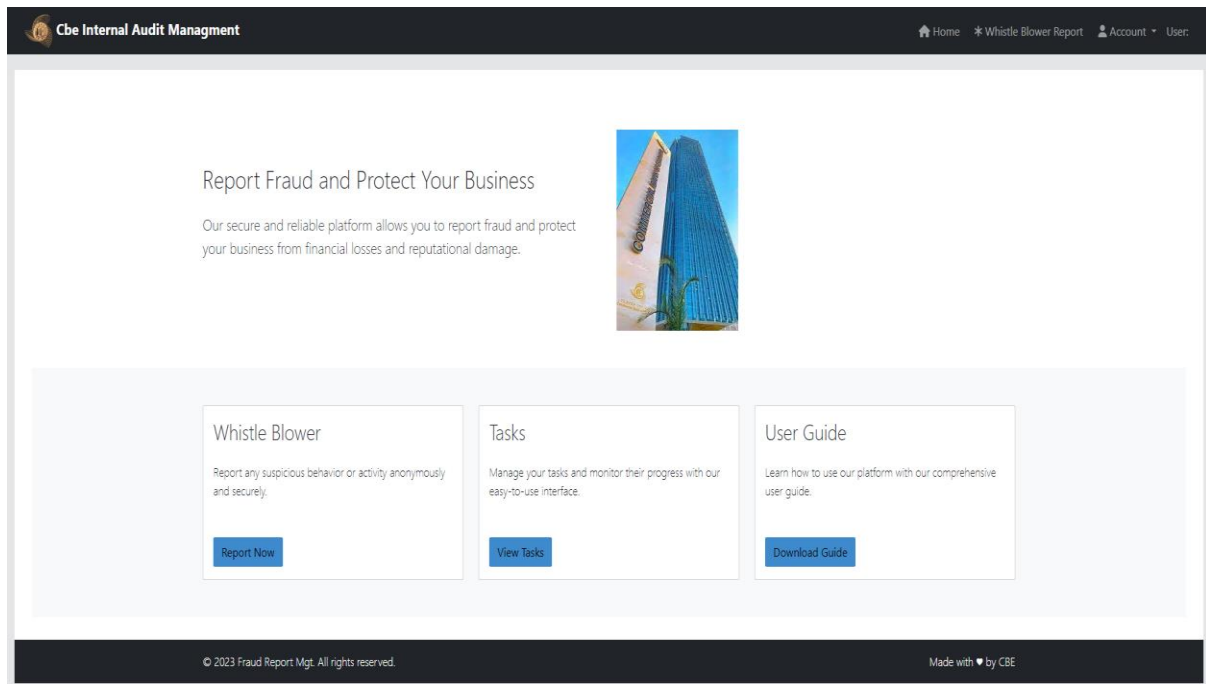 Cbe Internal Audit Managment
Home Whistle Blower Report Account User:
Report Fraud and Protect Your Business
Our secure and reliable platform allows you to report fraud and protect
your business from financial losses and reputational damage.
COMMERCIAL
Whistle Blower
Report any suspicious behavior or activity anonymously
and securely.
Report Now
Tasks
Manage your tasks and monitor their progress with our
easy-to-use interface.
View Tasks
User Guide
Learn how to use our platform with our comprehensive
user guide.
Download Guide
© 2023 Fraud Report Mgt. All rights reserved.
Made with ♥ by CBE